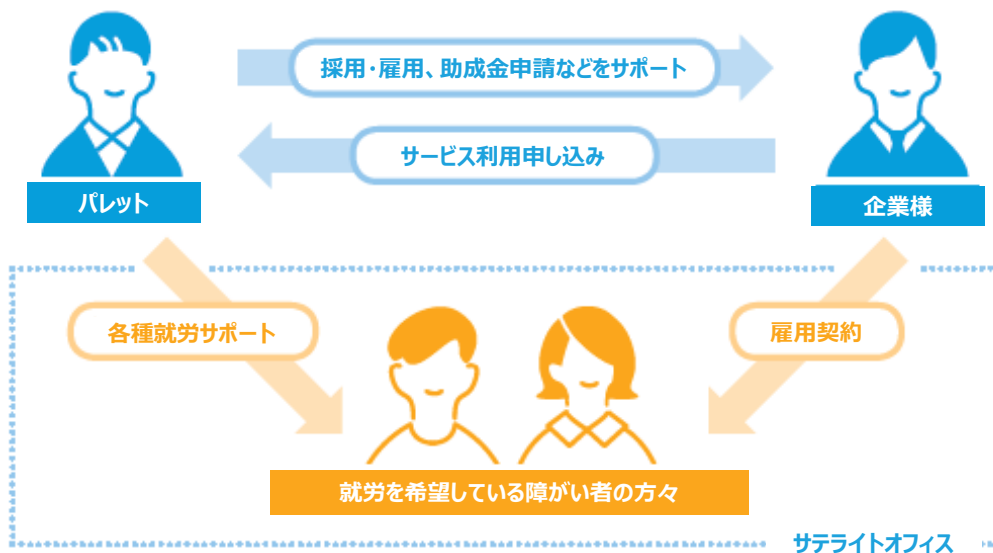 採用・雇用、助成金申請などをサポート
サービス利用申し込み
パレット
企業様
各種就労サポート
雇用契約
就労を希望している障がい者の方々
サテライトオフィス